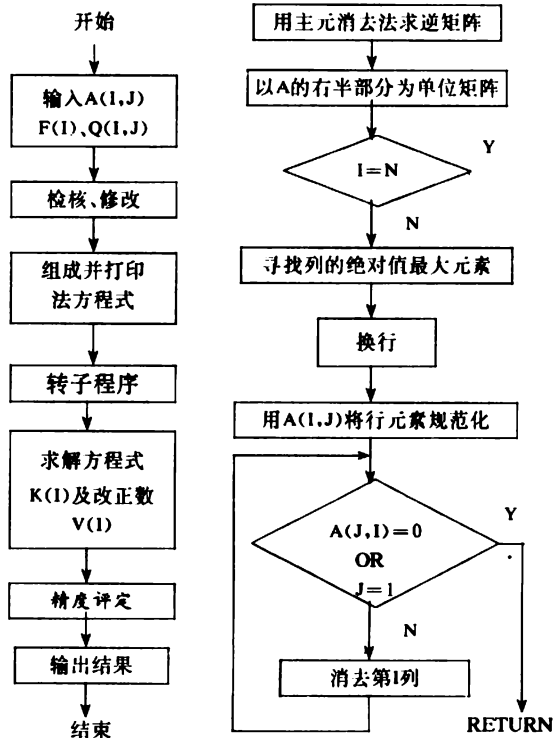 开始
输入A(I,J)
F(I)、Q(I,J)
检核、修改
组成并打印
法方程式
转子程序
求解方程式
K(I)及改正数
V(I)
精度评定
输出结果
结束
用主元消去法求逆矩阵
以A的右半部分为单位矩阵
I=N
Y
N
寻找列的绝对值最大元素
换行
用A(I,J)将行元素规范化
A(J,I)=0
OR
J=1
Y
N
消去第I列
RETURN